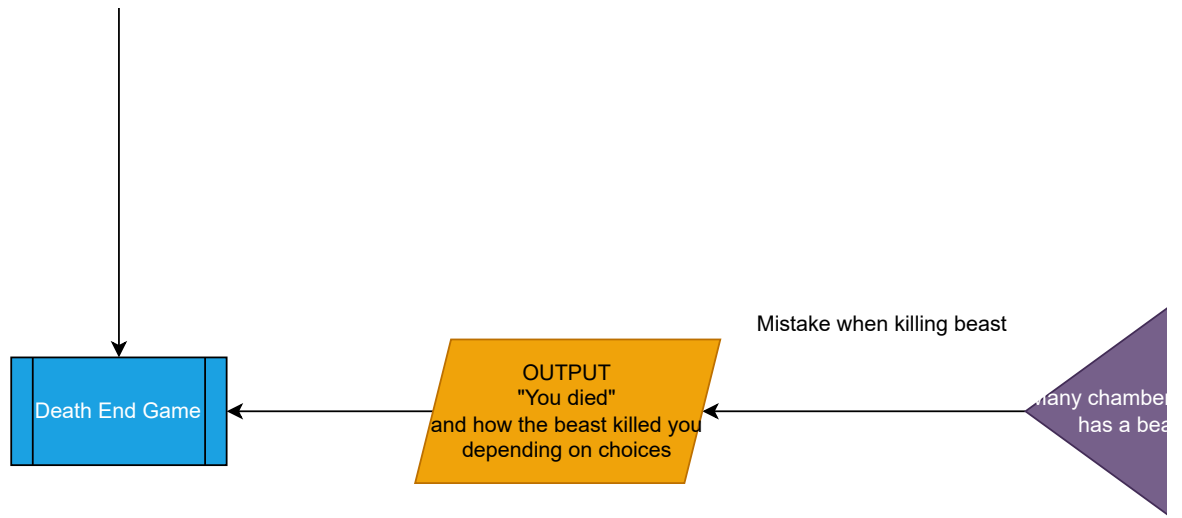 Mistake when killing beast
OUTPUT
"You died"
and how the beast killed you
depending on choices
Death End Game
has a